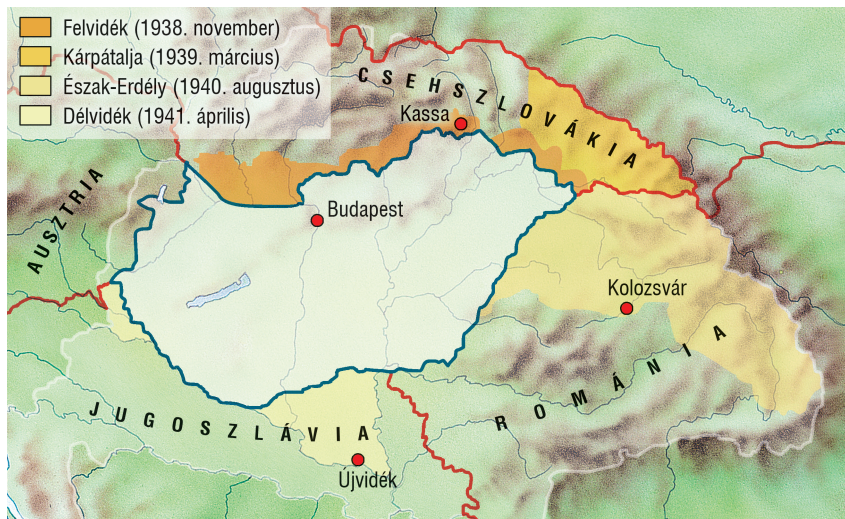 Felvidék (1938. november)
Kárpátalja (1939. március)
Észak-Erdély (1940. augusztus)
Délvidék (1941. április)
CSEHSZLOVÁKIA
Kassa
AUSZTRIA
Budapest
Kolozsvár
ROMÁNIA
JUGOSZLÁVIA
Újvidék